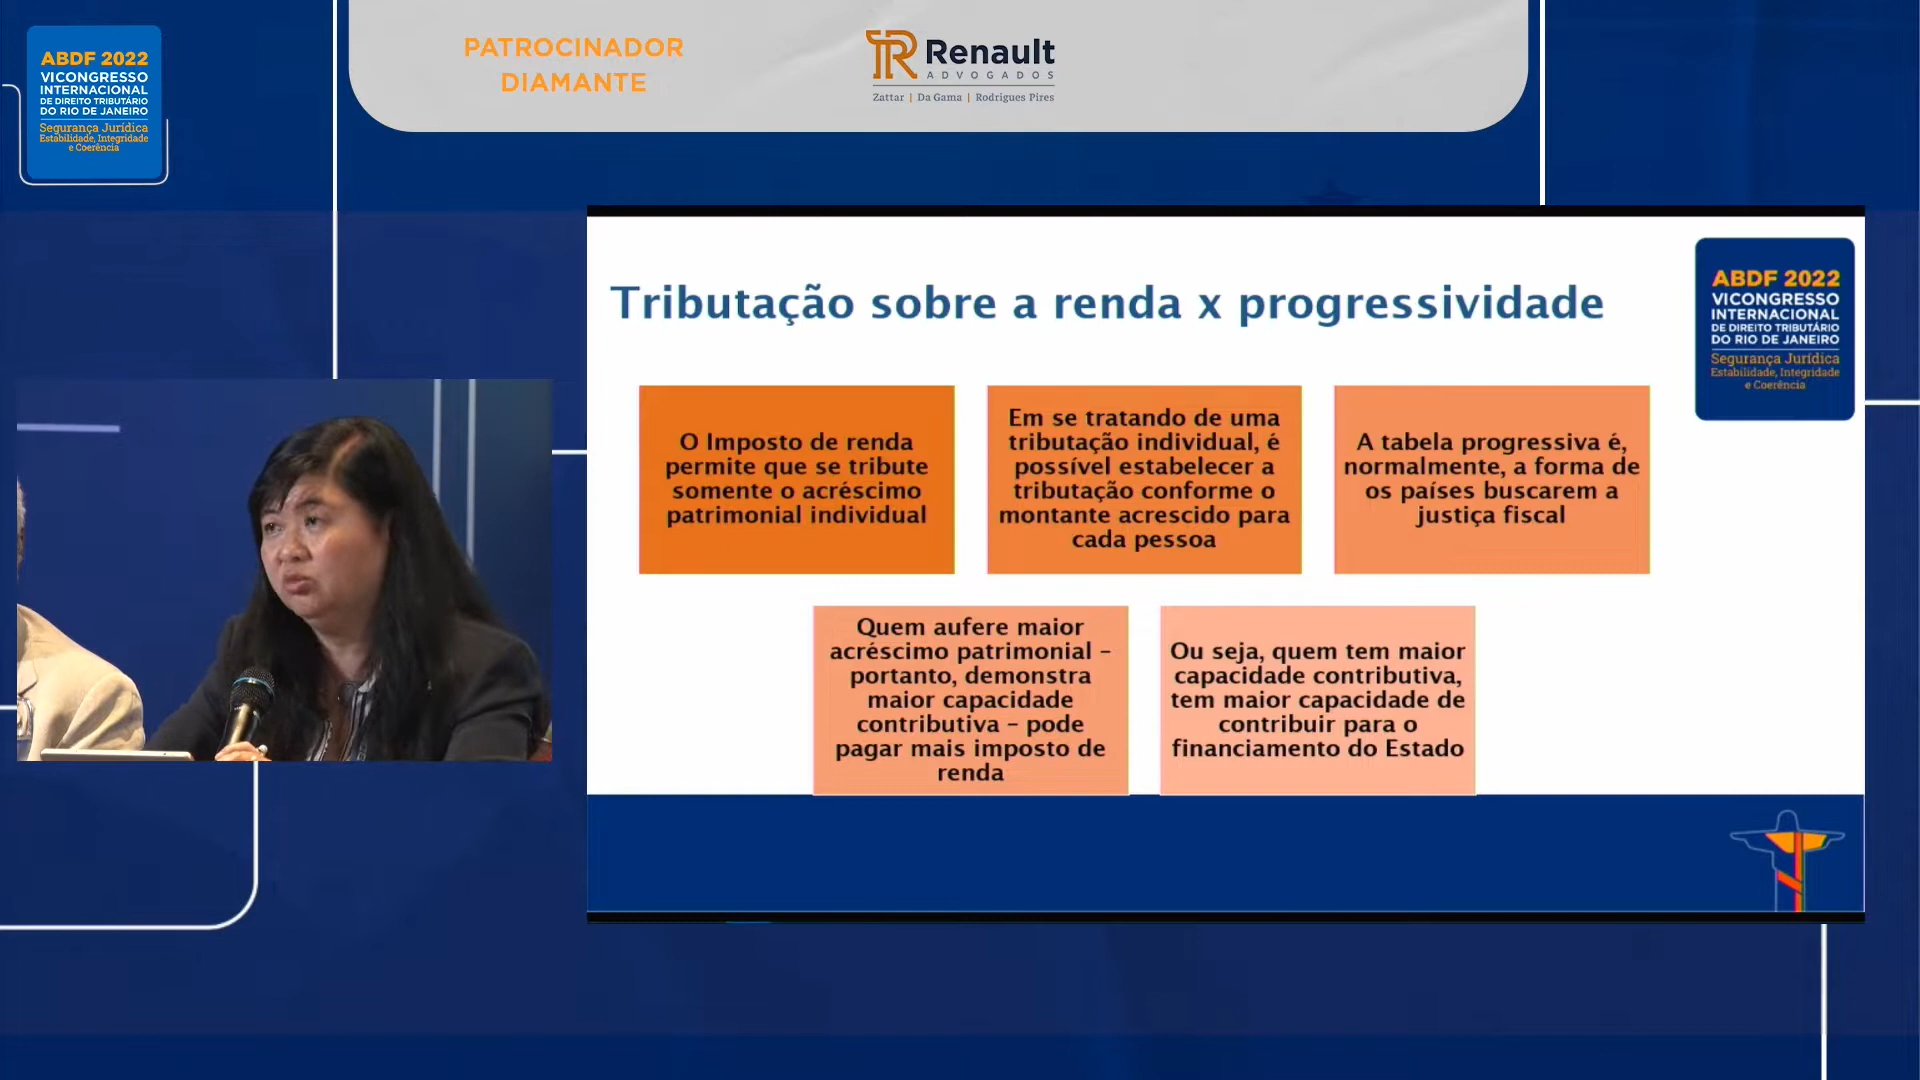 ABDF 2022
VICONGRESSO
INTERNACIONAL
DE DIREITO TRIBUTÁRIO
DO RIO DE JANEIRO
Segurança Jurídica
Estabilidade, Integridade
e Coerência
PATROCINADOR
DIAMANTE
Renault
ADVOGADOS
Zattar | Da Gama | Rodrigues Pires
Tributação sobre a renda x progressividade
ABDF 2022
VICONGRESSO
INTERNACIONAL
DE DIREITO TRIBUTÁRIO
DO RIO DE JANEIRO
Segurança Jurídica
Estabilidade, Integridade
e Coerência
O Imposto de renda
permite que se tribute
somente o acréscimo
patrimonial individual
Em se tratando de uma
tributação individual, é
possível estabelecer a
tributação conforme o
montante acrescido para
cada pessoa
A tabela progressiva é,
normalmente, a forma de
os países buscarem a
justiça fiscal
Quem aufere maior
acréscimo patrimonial –
portanto, demonstra
maior capacidade
contributiva – pode
pagar mais imposto de
renda
Ou seja, quem tem maior
capacidade contributiva,
tem maior capacidade de
contribuir para o
financiamento do Estado